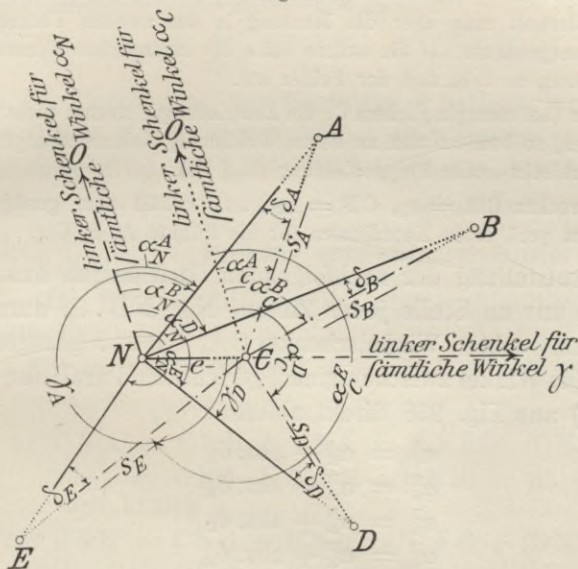 linker Schenkel für
ſämtliche Winkel α_N
O
linker Schenkel für
ſämtliche Winkel α_C
O
A
B
δ_A
S_A
α_N^A
α_C^A
α_N^B
α_C^B
δ_B
S_B
α_N^D
N
e
C
linker Schenkel für
ſämtliche Winkel γ
α_C^D
α_C^E
γ_D
S_E
S_D
δ_D
δ_E
E
D